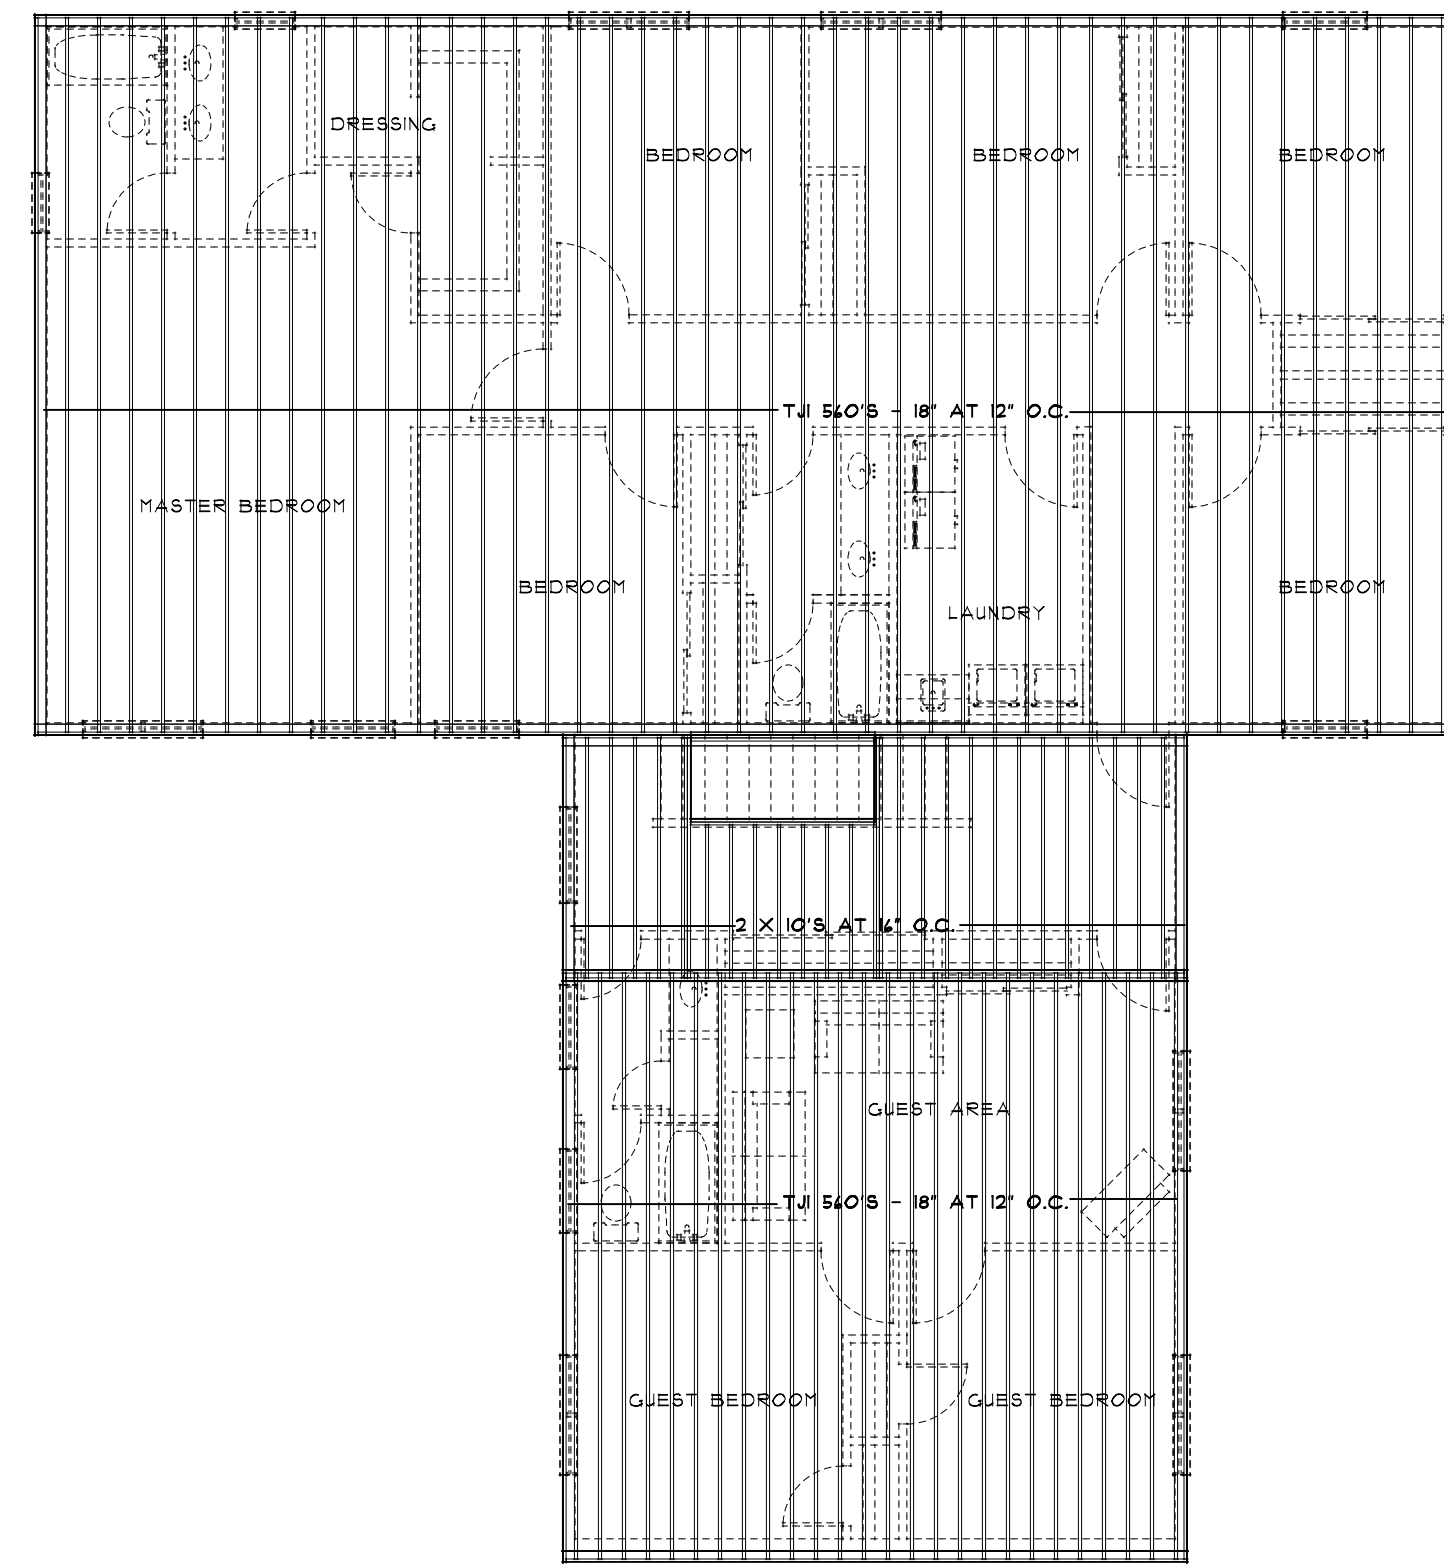 DRESSING
BEDROOM
BEDROOM
BEDROOM
TJI 560'S - 18" AT 12" O.C.
MASTER BEDROOM
BEDROOM
BEDROOM
LAUNDRY
2 X 10'S AT 16" O.C.
GUEST AREA
TJI 560'S - 18" AT 12" O.C.
GUEST BEDROOM
GUEST BEDROOM